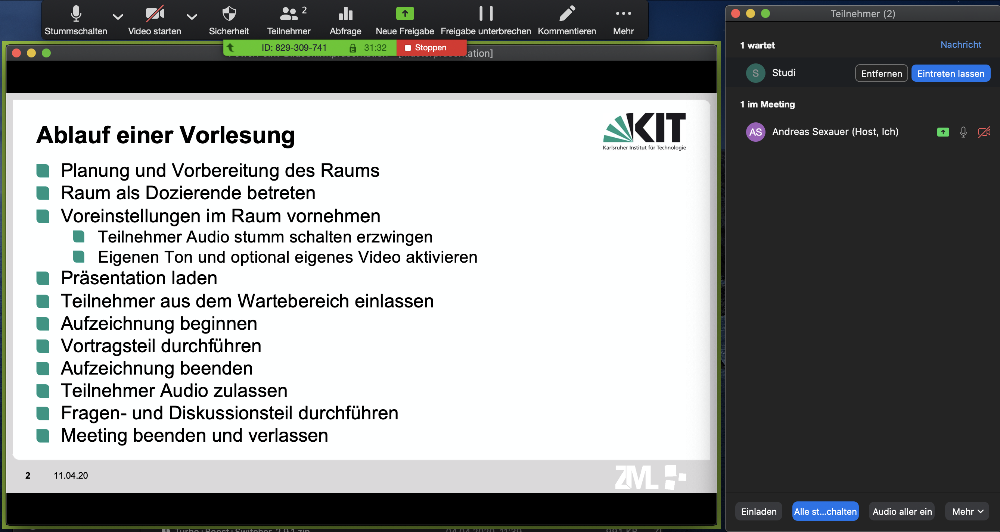 2
Stummschalten
Video starten
Sicherheit
Teilnehmer
Abfrage
Neue Freigabe
Freigabe unterbrechen
Kommentieren
Mehr
ID: 829-309-741
31:32
Stoppen
ation]
Ablauf einer Vorlesung
KIT
Karlsruher Institut für Technologie
Planung und Vorbereitung des Raums
Raum als Dozierende betreten
Voreinstellungen im Raum vornehmen
Teilnehmer Audio stumm schalten erzwingen
Eigenen Ton und optional eigenes Video aktivieren
Präsentation laden
Teilnehmer aus dem Wartebereich einlassen
Aufzeichnung beginnen
Vortragsteil durchführen
Aufzeichnung beenden
Teilnehmer Audio zulassen
Fragen- und Diskussionsteil durchführen
Meeting beenden und verlassen
2
11.04.20
ZML
Teilnehmer (2)
1 wartet
Nachricht
S
Studi
Entfernen
Eintreten lassen
1 im Meeting
AS
Andreas Sexauer (Host, Ich)
Einladen
Alle st...chalten
Audio aller ein
Mehr